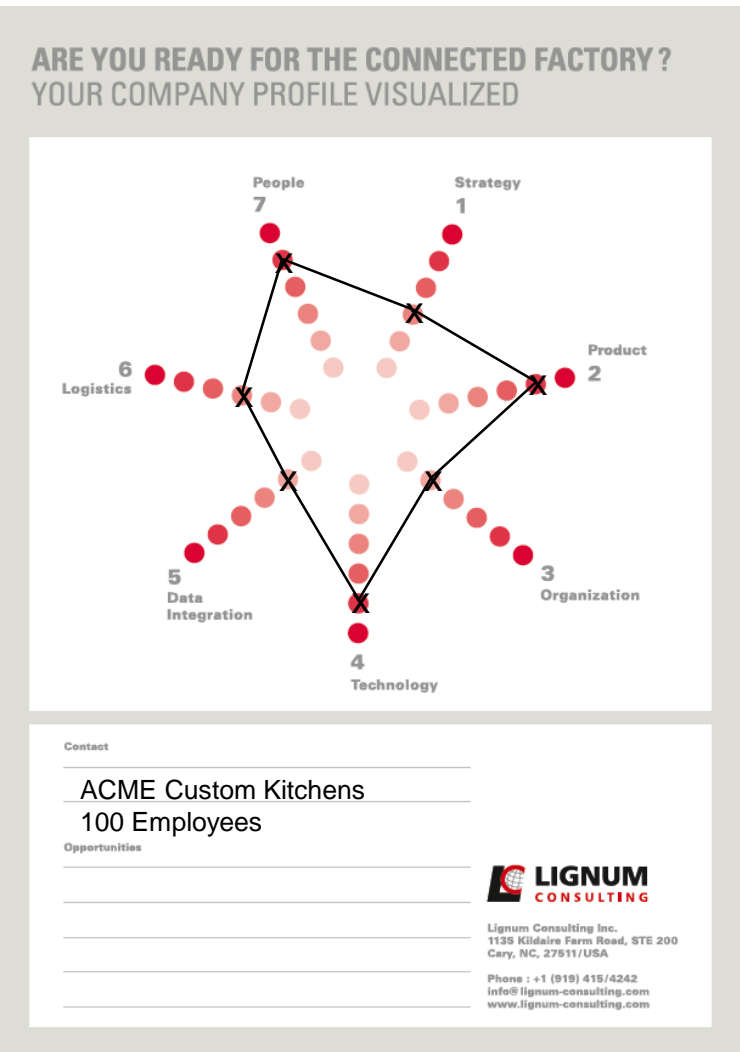 ARE YOU READY FOR THE CONNECTED FACTORY?
YOUR COMPANY PROFILE VISUALIZED
People
7
Strategy
1
Product
2
6
Logistics
X
X
X
X
X
X
X
3
Organization
5
Data
Integration
4
Technology
Contact
ACME Custom Kitchens
100 Employees
Opportunities
LIGNUM
CONSULTING
Lignum Consulting Inc.
1135 Kildaire Farm Road, STE 200
Cary, NC, 27511/USA
Phone : +1 (919) 415/4242
info@lignum-consulting.com
www.lignum-consulting.com